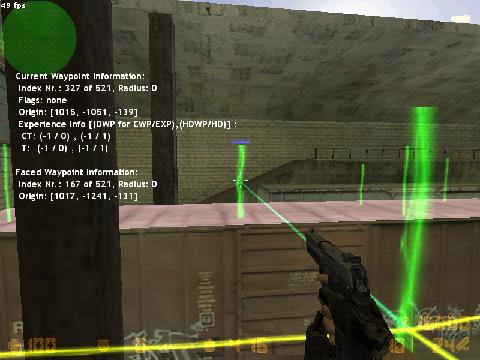 49 fps
Current Waypoint Information:
Index Nr.: 327 of 521, Radius: 0
Flags: none
Origin: [1015, -1051, -139]
Experience Info [(DWP for CWP/EXP),(HDWP/HD)] :
CT: (-1 / 0) , (-1 / 1)
T: (-1 / 0) , (-1 / 1)
Faced Waypoint Information:
Index Nr.: 167 of 521, Radius: 0
Origin: [1017, -1241, -131]
100